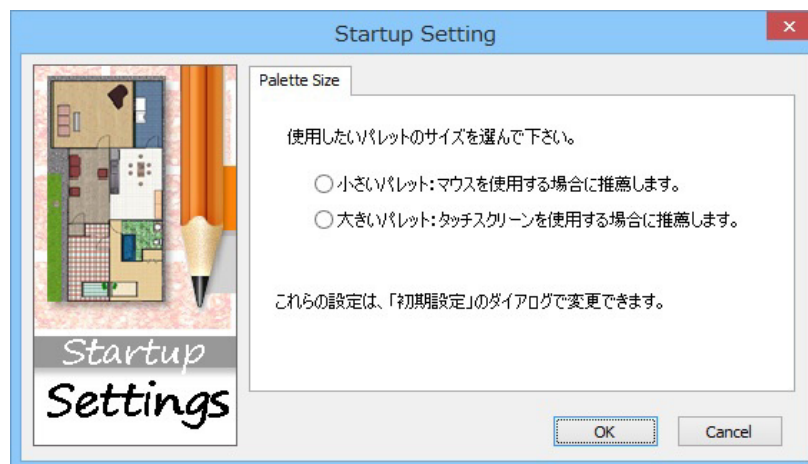 Startup Setting
Palette Size
使用したいパレットのサイズを選んで下さい。
小さいパレット:マウスを使用する場合に推薦します。
大きいパレット:タッチスクリーンを使用する場合に推薦します。
これらの設定は、「初期設定」のダイアログで変更できます。
Startup
Settings
OK
Cancel